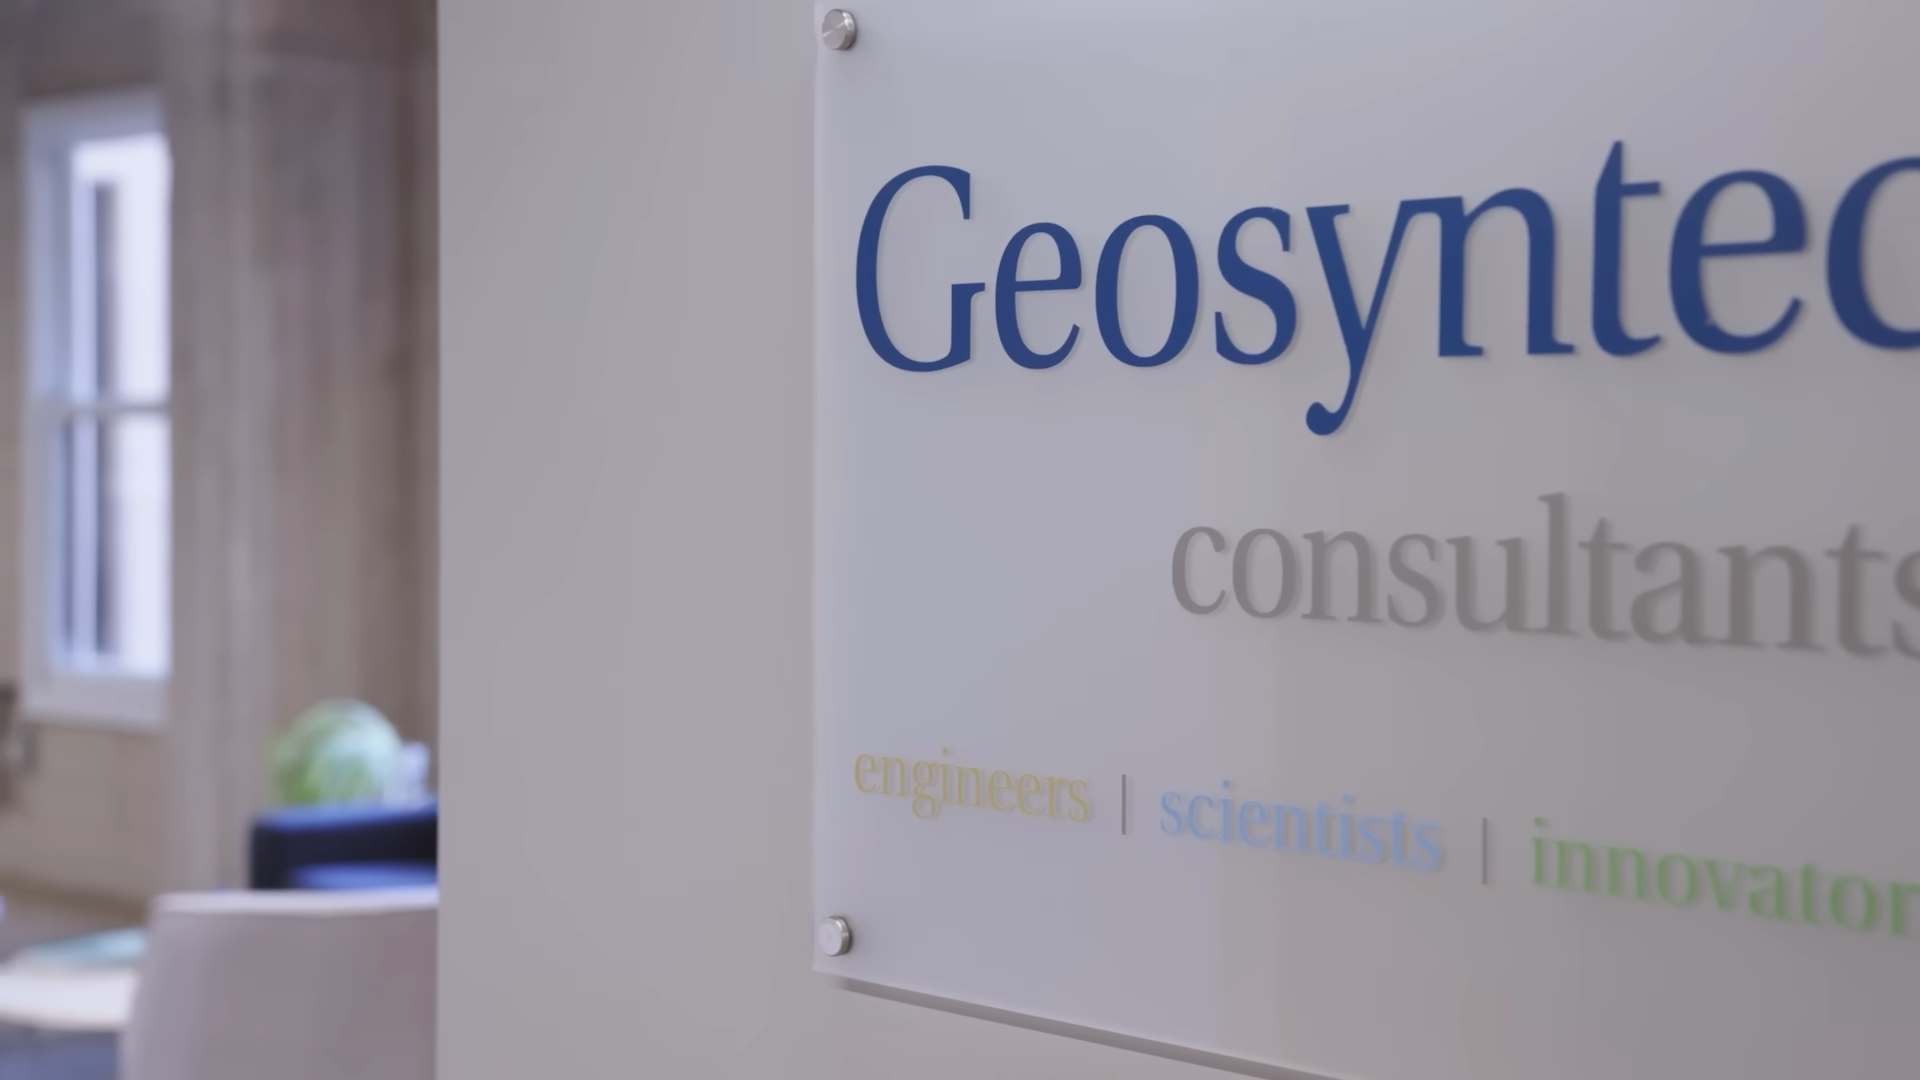 Geosyntec
consultants
engineers | scientists | innovator